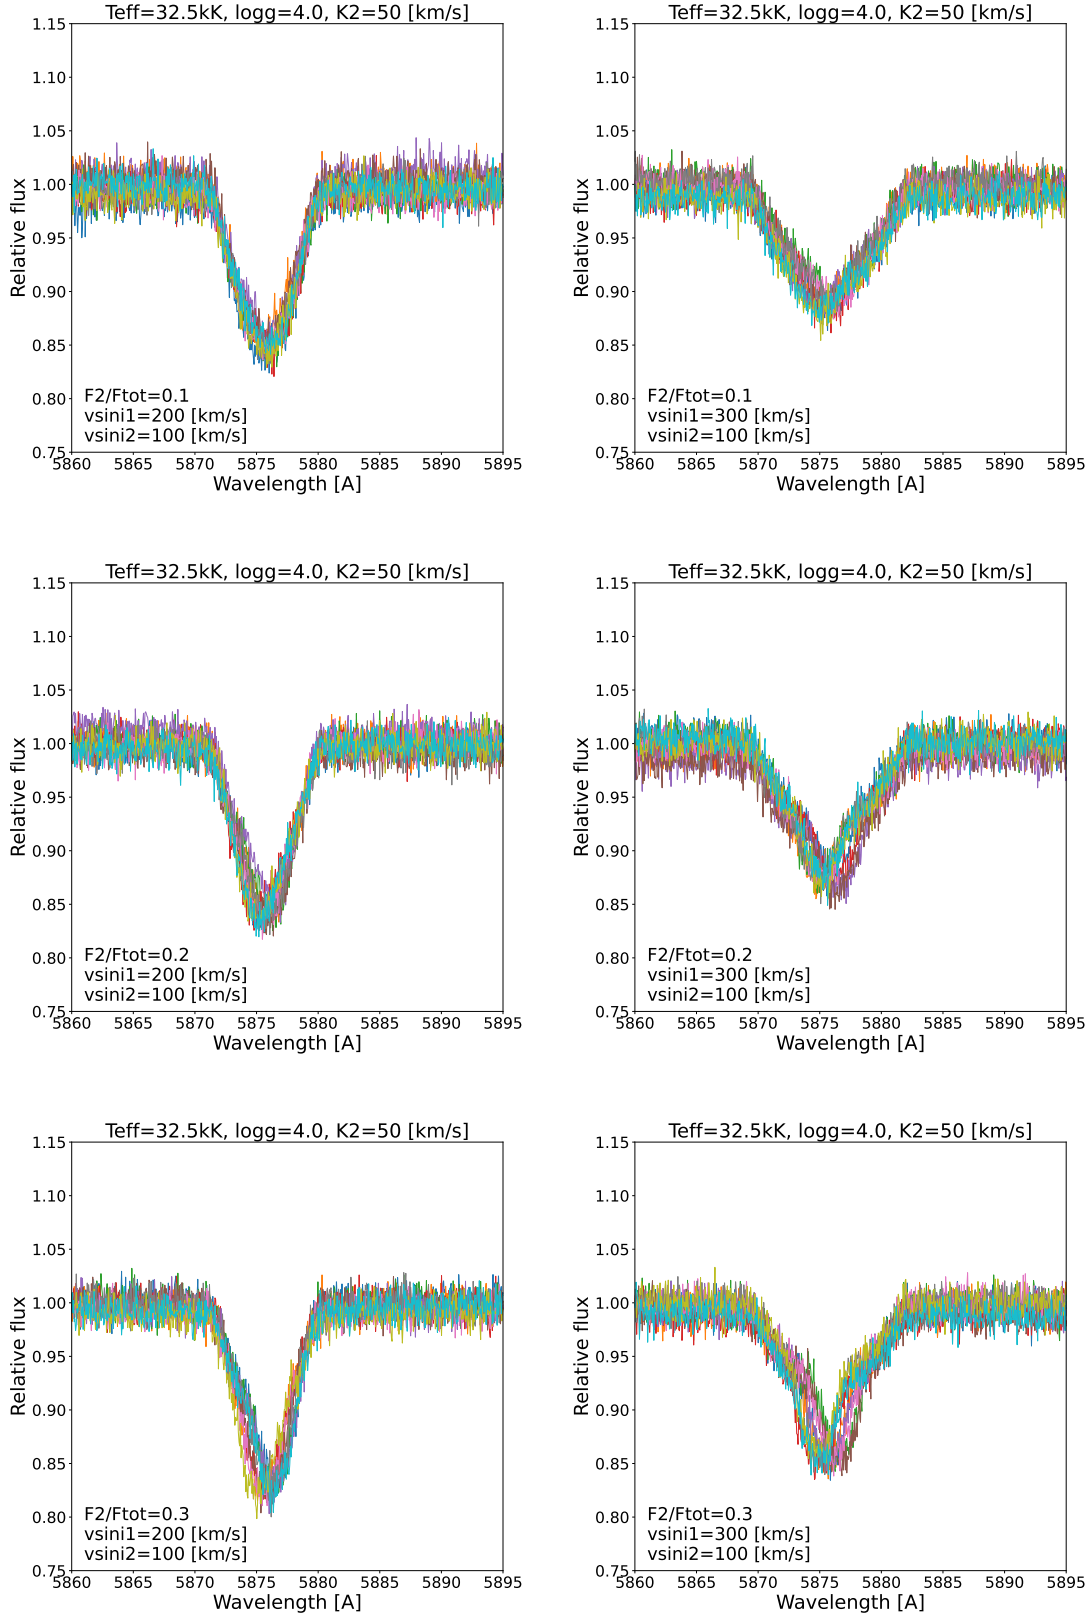 Teff=32.5kK, logg=4.0, K2=50 [km/s]
1.15
1.10
1.05
1.00
0.95
0.90
0.85
0.80
0.75
Relative flux
F2/Ftot=0.1
vsini1=200 [km/s]
vsini2=100 [km/s]
5860 5865 5870 5875 5880 5885 5890 5895
Wavelength [A]
Teff=32.5kK, logg=4.0, K2=50 [km/s]
1.15
1.10
1.05
1.00
0.95
0.90
0.85
0.80
0.75
Relative flux
F2/Ftot=0.1
vsini1=300 [km/s]
vsini2=100 [km/s]
5860 5865 5870 5875 5880 5885 5890 5895
Wavelength [A]
Teff=32.5kK, logg=4.0, K2=50 [km/s]
1.15
1.10
1.05
1.00
0.95
0.90
0.85
0.80
0.75
Relative flux
F2/Ftot=0.2
vsini1=200 [km/s]
vsini2=100 [km/s]
5860 5865 5870 5875 5880 5885 5890 5895
Wavelength [A]
Teff=32.5kK, logg=4.0, K2=50 [km/s]
1.15
1.10
1.05
1.00
0.95
0.90
0.85
0.80
0.75
Relative flux
F2/Ftot=0.2
vsini1=300 [km/s]
vsini2=100 [km/s]
5860 5865 5870 5875 5880 5885 5890 5895
Wavelength [A]
Teff=32.5kK, logg=4.0, K2=50 [km/s]
1.15
1.10
1.05
1.00
0.95
0.90
0.85
0.80
0.75
Relative flux
F2/Ftot=0.3
vsini1=200 [km/s]
vsini2=100 [km/s]
5860 5865 5870 5875 5880 5885 5890 5895
Wavelength [A]
Teff=32.5kK, logg=4.0, K2=50 [km/s]
1.15
1.10
1.05
1.00
0.95
0.90
0.85
0.80
0.75
Relative flux
F2/Ftot=0.3
vsini1=300 [km/s]
vsini2=100 [km/s]
5860 5865 5870 5875 5880 5885 5890 5895
Wavelength [A]